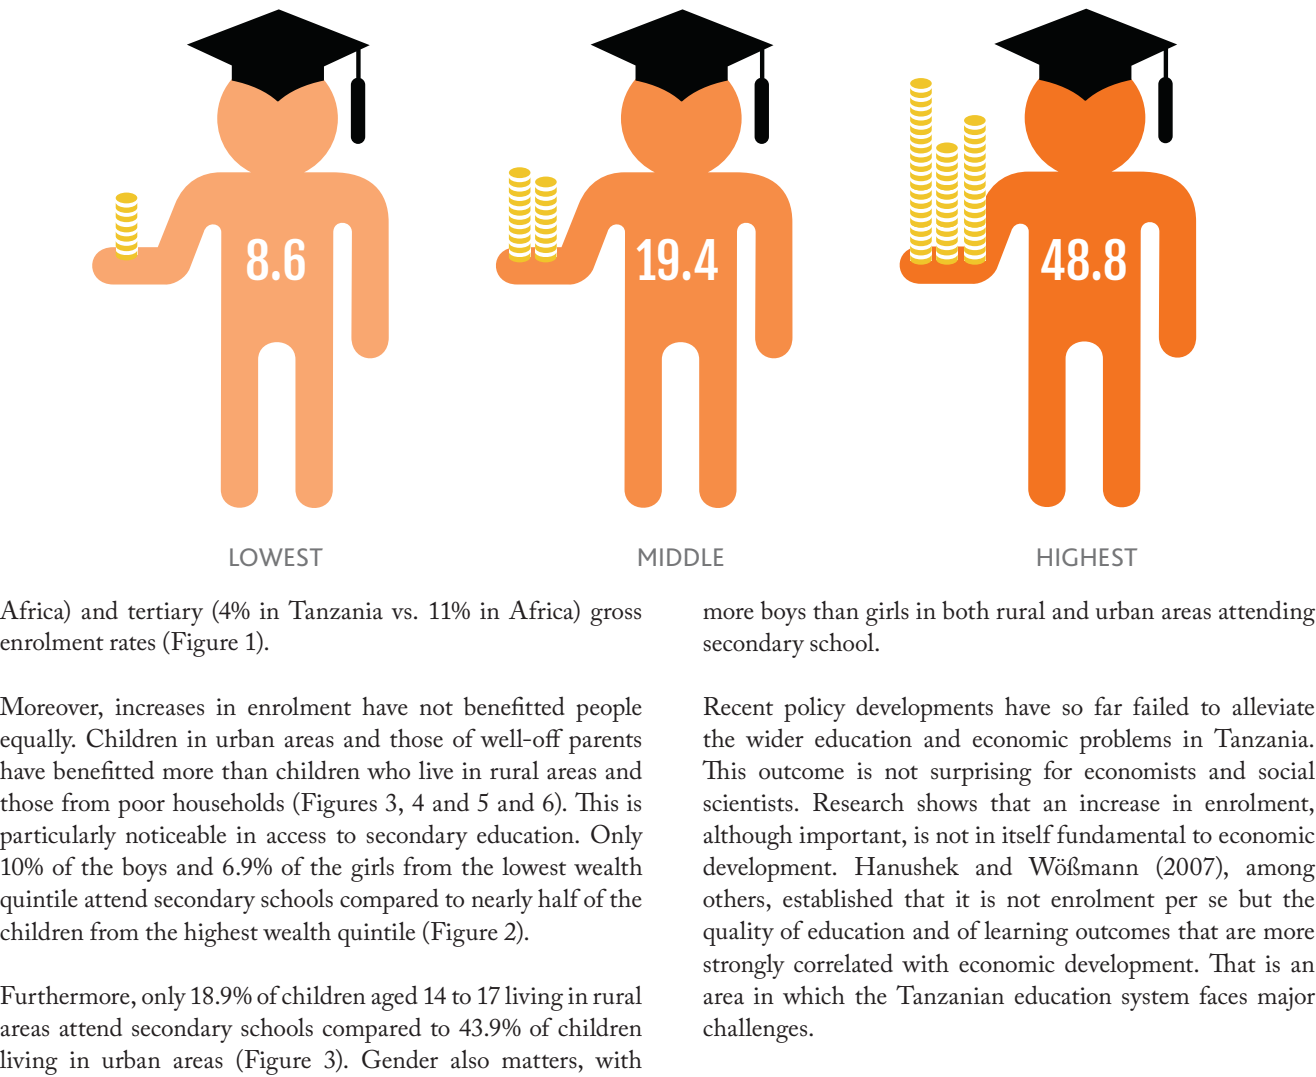 8.6
19.4
48.8
LOWEST
MIDDLE
HIGHEST
Africa) and tertiary (4% in Tanzania vs. 11% in Africa) gross
enrolment rates (Figure 1).
Moreover, increases in enrolment have not benefitted people
equally. Children in urban areas and those of well-off parents
have benefitted more than children who live in rural areas and
those from poor households (Figures 3, 4 and 5 and 6). This is
particularly noticeable in access to secondary education. Only
10% of the boys and 6.9% of the girls from the lowest wealth
quintile attend secondary schools compared to nearly half of the
children from the highest wealth quintile (Figure 2).
Furthermore, only 18.9% of children aged 14 to 17 living in rural
areas attend secondary schools compared to 43.9% of children
living in urban areas (Figure 3). Gender also matters, with
more boys than girls in both rural and urban areas attending
secondary school.
Recent policy developments have so far failed to alleviate
the wider education and economic problems in Tanzania.
This outcome is not surprising for economists and social
scientists. Research shows that an increase in enrolment,
although important, is not in itself fundamental to economic
development. Hanushek and Wößmann (2007), among
others, established that it is not enrolment per se but the
quality of education and of learning outcomes that are more
strongly correlated with economic development. That is an
area in which the Tanzanian education system faces major
challenges.